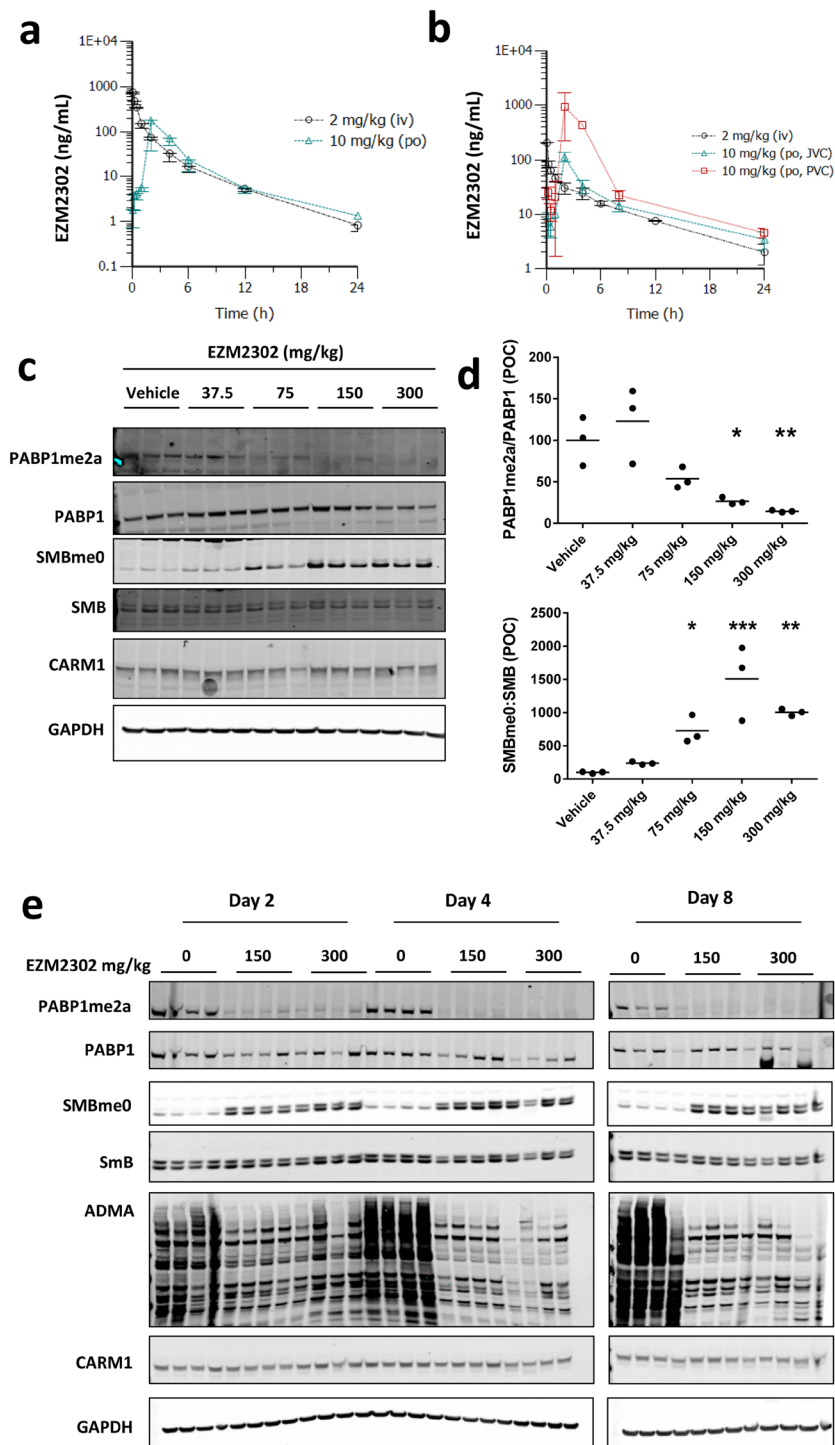 a
EZM2302 (ng/mL)
1E+04
1000
100
10
1
0.1
0 6 12 18 24
Time (h)
2 mg/kg (iv)
10 mg/kg (po)
b
EZM2302 (ng/mL)
1E+04
1000
100
10
1
0 6 12 18 24
Time (h)
2 mg/kg (iv)
10 mg/kg (po, JVC)
10 mg/kg (po, PVC)
c
EZM2302 (mg/kg)
Vehicle 37.5 75 150 300
PABP1me2a
PABP1
SMBme0
SMB
CARM1
GAPDH
d
PABP1me2a/PABP1 (POC)
200
150
100
50
0
* **
Vehicle 37.5 mg/kg 75 mg/kg 150 mg/kg 300 mg/kg
SMBme0:SMB (POC)
2500
2000
1500
1000
500
0
* *** **
Vehicle 37.5 mg/kg 75 mg/kg 150 mg/kg 300 mg/kg
e
Day 2 Day 4 Day 8
EZM2302 mg/kg 0 150 300 0 150 300 0 150 300
PABP1me2a
PABP1
SMBme0
SmB
ADMA
CARM1
GAPDH